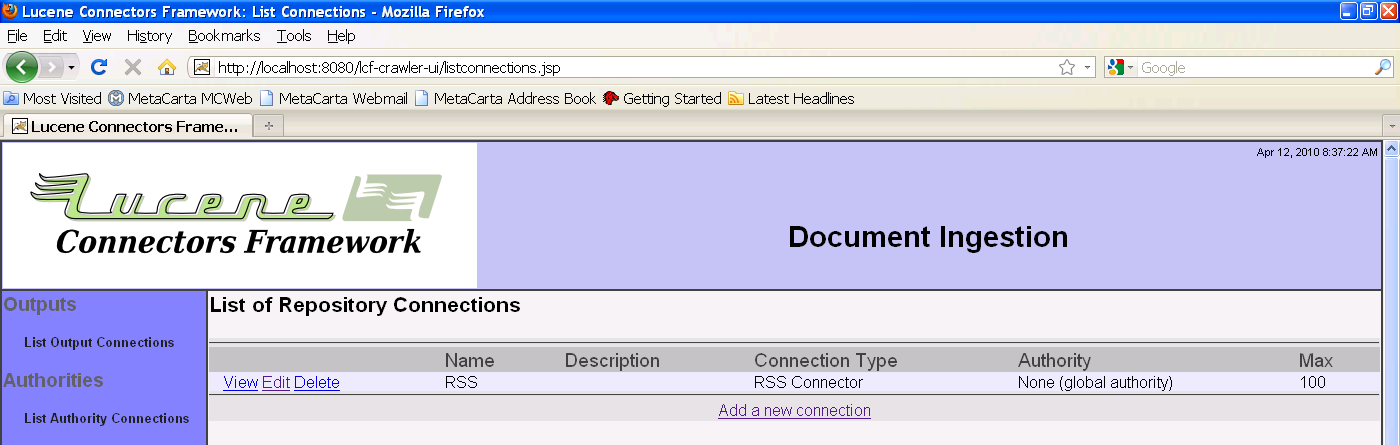 Lucene Connectors Framework: List Connections - Mozilla Firefox
File Edit View History Bookmarks Tools Help
http://localhost:8080/lcf-crawler-ui/listconnections.jsp Google
Most Visited MetaCarta MCWeb MetaCarta Webmail MetaCarta Address Book Getting Started Latest Headlines
Lucene Connectors Frame...
Apr 12, 2010 8:37:22 AM
Lucene
Connectors Framework
Document Ingestion
Outputs
List Output Connections
Authorities
List Authority Connections
List of Repository Connections
Name Description Connection Type Authority Max
View Edit Delete RSS RSS Connector None (global authority) 100
Add a new connection